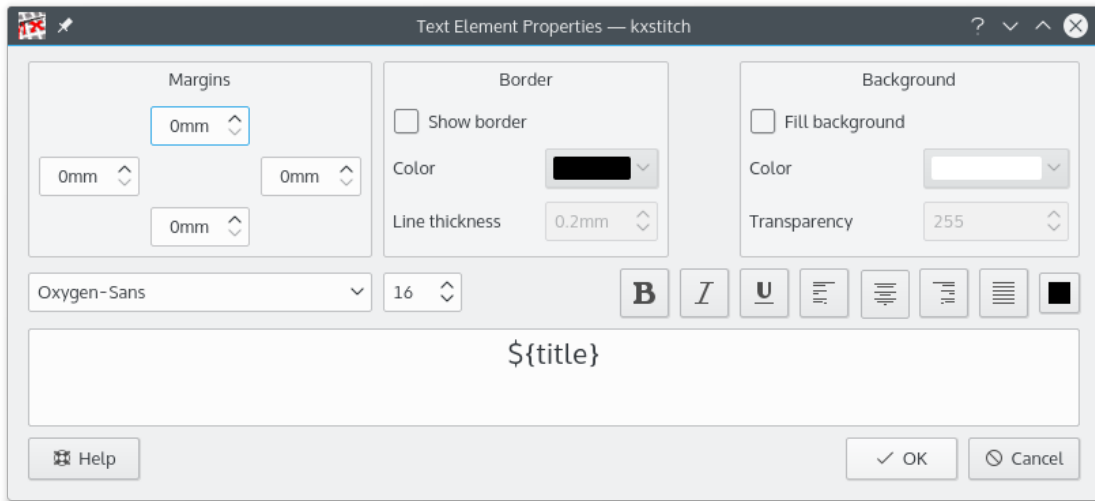 Text Element Properties — kxstitch
Margins
0mm
0mm
0mm
0mm
Border
Show border
Color
Line thickness
0.2mm
Background
Fill background
Color
Transparency
255
Oxygen-Sans
16
B
I
U
${title}
Help
OK
Cancel